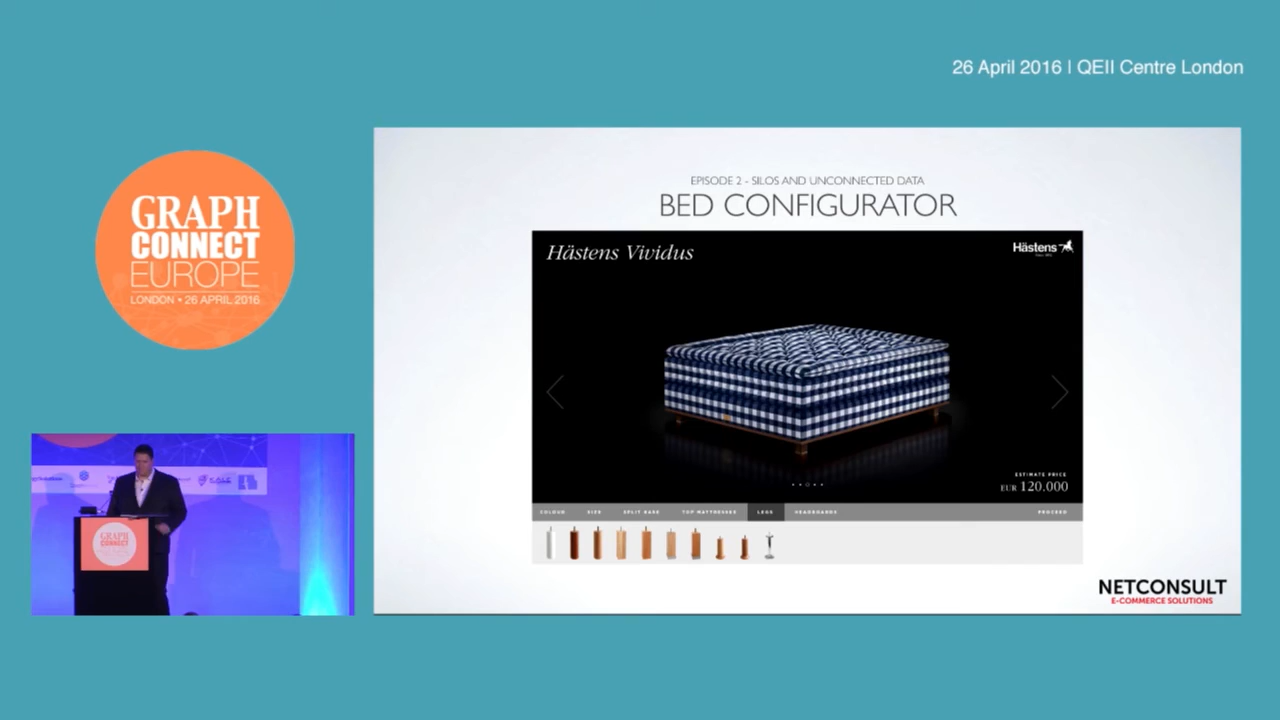 26 April 2016 | QEII Centre London
GRAPH
CONNECT
EUROPE
LONDON • 26 APRIL 2016
EPISODE 2 - SILOS AND UNCONNECTED DATA
BED CONFIGURATOR
Hästens Vividus
Hästens
ESTIMATE PRICE
EUR 120.000
COLOUR SIZE SPLIT BASE TOP MATTRESSES LEGS HEADBOARDS PROCEED
NETCONSULT
E-COMMERCE SOLUTIONS
GRAPH
CONNECT